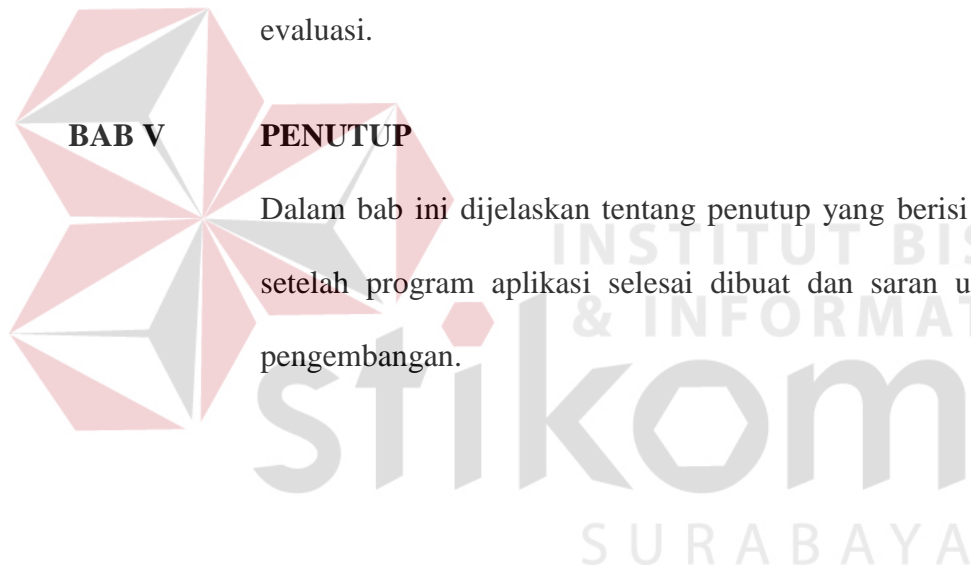 evaluasi.
BAB V PENUTUP
Dalam bab ini dijelaskan tentang penutup yang berisi
INSTITUT BIS
setelah program aplikasi selesai dibuat dan saran u
& INFORMAT
pengembangan.
stikom
SURABAYA